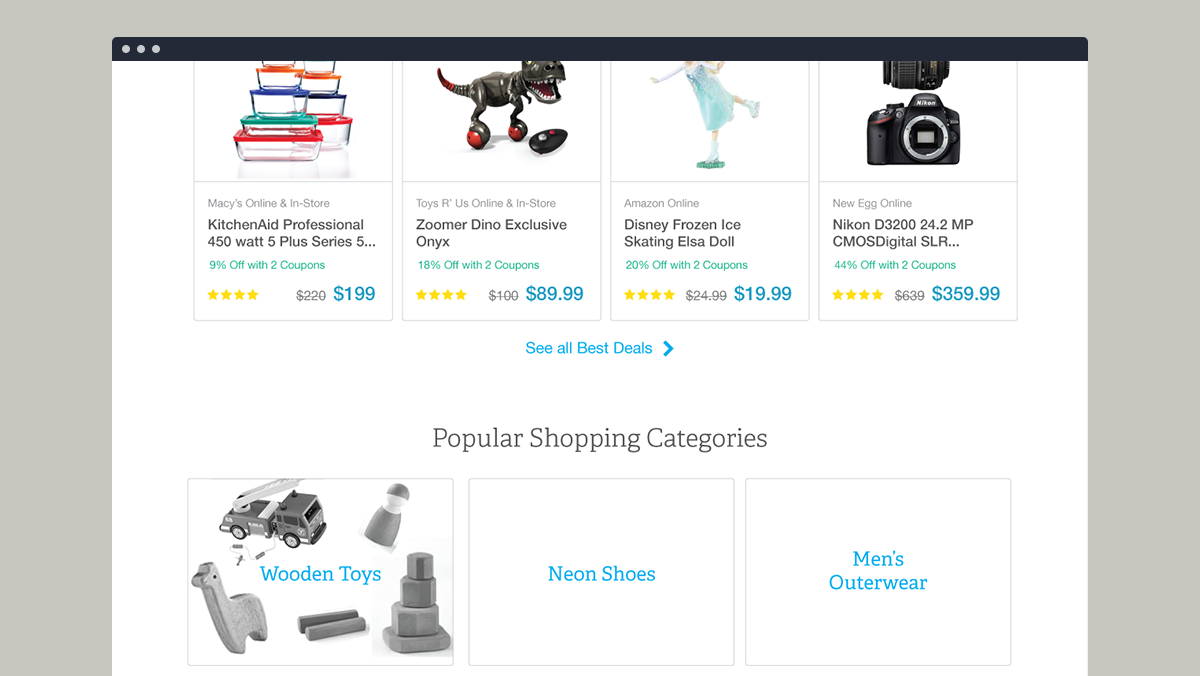 Nikon
Macy's Online & In-Store
KitchenAid Professional
450 watt 5 Plus Series 5...
9% Off with 2 Coupons
$220 $199
Toys R' Us Online & In-Store
Zoomer Dino Exclusive
Onyx
18% Off with 2 Coupons
$100 $89.99
Amazon Online
Disney Frozen Ice
Skating Elsa Doll
20% Off with 2 Coupons
$24.99 $19.99
New Egg Online
Nikon D3200 24.2 MP
CMOSDigital SLR...
44% Off with 2 Coupons
$639 $359.99
See all Best Deals
Popular Shopping Categories
Wooden Toys
Neon Shoes
Men's
Outerwear